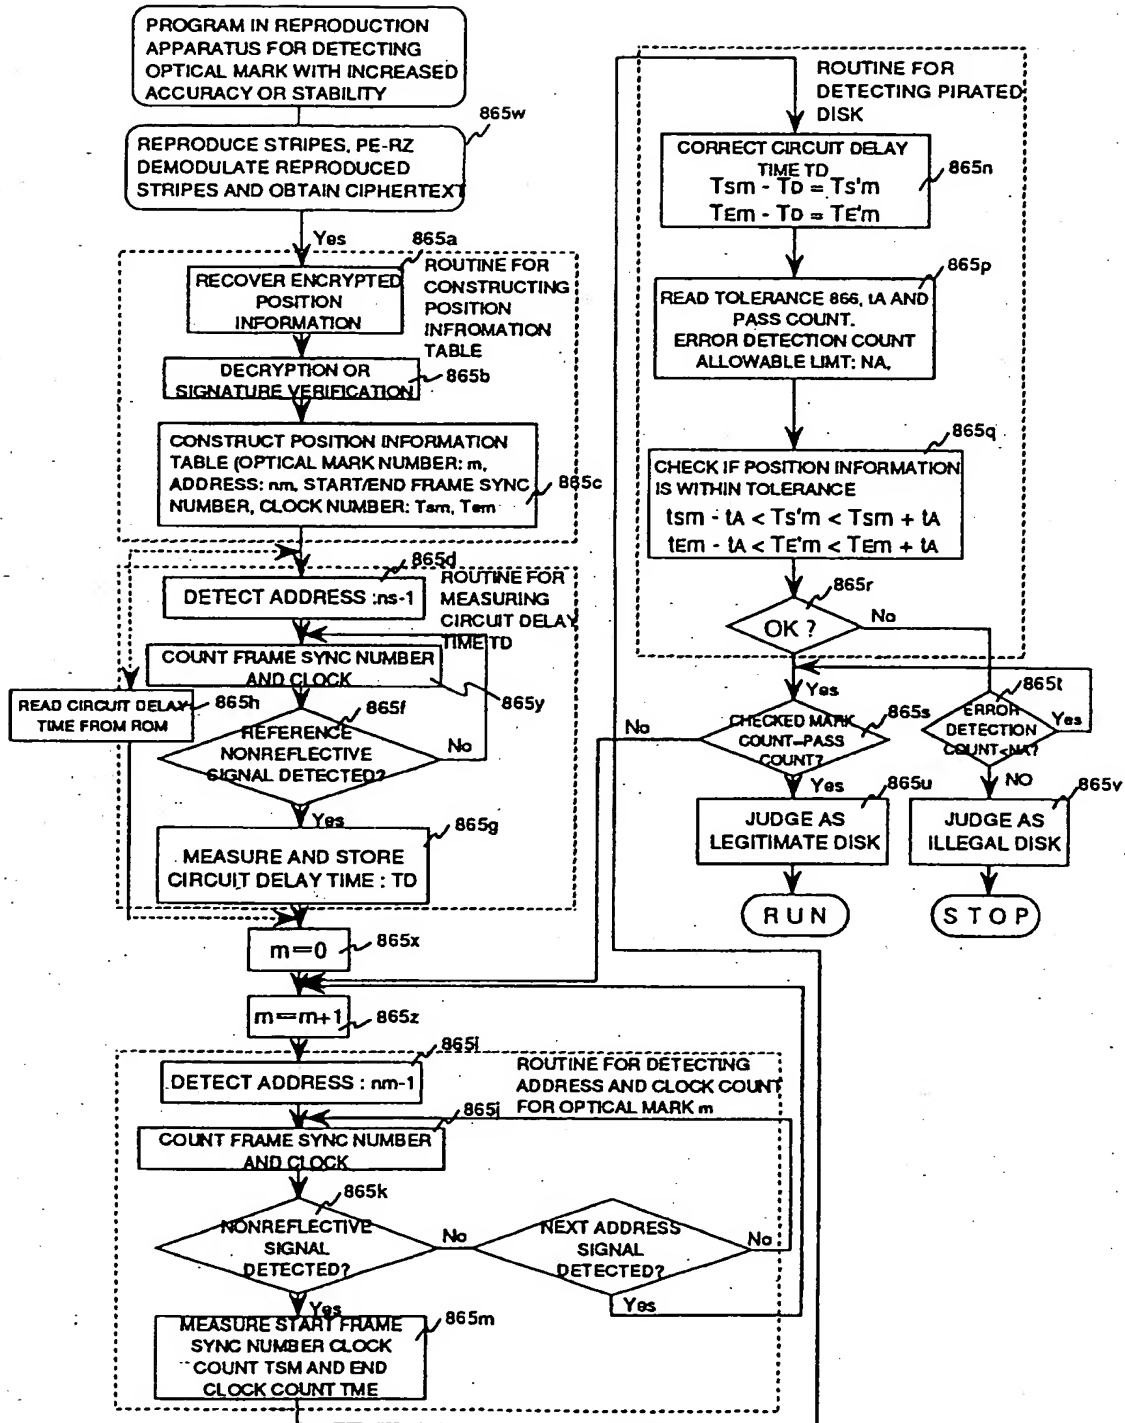 PROGRAM IN REPRODUCTION
APPARATUS FOR DETECTING
OPTICAL MARK WITH INCREASED
ACCURACY OR STABILITY
865w
REPRODUCE STRIPES, PE-RZ
DEMODULATE REPRODUCED
STRIPES AND OBTAIN CIPHERTEXT
Yes
865a
RECOVER ENCRYPTED
POSITION
INFORMATION
ROUTINE FOR
CONSTRUCTING
POSITION
INFROMATION
TABLE
DECRYPTION OR
SIGNATURE VERIFICATION
865b
CONSTRUCT POSITION INFORMATION
TABLE (OPTICAL MARK NUMBER: m,
ADDRESS: nm, START/END FRAME SYNC
NUMBER, CLOCK NUMBER: Tsm, Tem
865c
865d
DETECT ADDRESS :ns-1
ROUTINE FOR
MEASURING
CIRCUIT DELAY
TIME TD
COUNT FRAME SYNC NUMBER
AND CLOCK
865y
READ CIRCUIT DELAY
TIME FROM ROM
865h
865f
REFERENCE
NONREFLECTIVE
SIGNAL DETECTED?
No
Yes
865g
MEASURE AND STORE
CIRCUIT DELAY TIME : TD
m=0
865x
m=m+1
865z
865i
DETECT ADDRESS : nm-1
ROUTINE FOR DETECTING
ADDRESS AND CLOCK COUNT
FOR OPTICAL MARK m
865j
COUNT FRAME SYNC NUMBER
AND CLOCK
865k
NONREFLECTIVE
SIGNAL
DETECTED?
No
NEXT ADDRESS
SIGNAL
DETECTED?
No
Yes
Yes
MEASURE START FRAME
SYNC NUMBER CLOCK
COUNT TSM AND END
CLOCK COUNT TME
865m
ROUTINE FOR
DETECTING PIRATED
DISK
CORRECT CIRCUIT DELAY
TIME TD
Tsm - TD = Ts'm
TEm - TD = TE'm
865n
865p
READ TOLERANCE 866, tA AND
PASS COUNT.
ERROR DETECTION COUNT
ALLOWABLE LIMT: NA,
865q
CHECK IF POSITION INFORMATION
IS WITHIN TOLERANCE
tsm - tA < Ts'm < Tsm + tA
tEm - tA < TE'm < TEm + tA
865r
OK ?
No
Yes
865s
CHECKED MARK
COUNT=PASS
COUNT?
No
Yes
865t
ERROR
DETECTION
COUNT<NA?
Yes
NO
865u
JUDGE AS
LEGITIMATE DISK
865v
JUDGE AS
ILLEGAL DISK
RUN
STOP